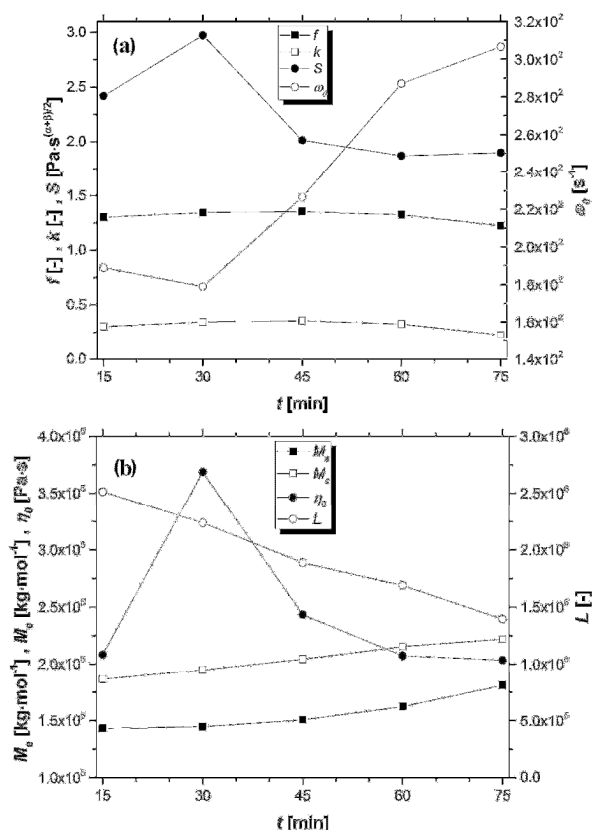 (a)
f
k
S
ω₀
3.0
2.5
2.0
1.5
1.0
0.5
0.0
f [-] , k [-] , S [Pa·s^(α+β)/2]
3.2x10²
3.0x10²
2.8x10²
2.6x10²
2.4x10²
2.2x10²
2.0x10²
1.8x10²
1.6x10²
1.4x10²
ω₀ [s⁻¹]
15 30 45 60 75
t [min]
(b)
η₀
L
4.0x10⁵
3.5x10⁵
3.0x10⁵
2.5x10⁵
2.0x10⁵
1.5x10⁵
1.0x10⁵
[kg·mol⁻¹] , [kg·mol⁻¹] , η₀ [Pa·s]
3.0x10⁶
2.5x10⁶
2.0x10⁶
1.5x10⁶
1.0x10⁶
5.0x10⁵
0.0
L [-]
15 30 45 60 75
t [min]